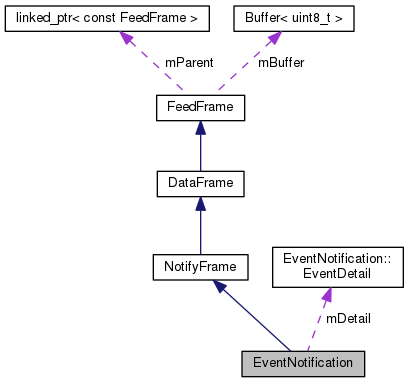 linked_ptr< const FeedFrame >
Buffer< uint8_t >
mParent
mBuffer
FeedFrame
DataFrame
NotifyFrame
EventNotification::
EventDetail
mDetail
EventNotification